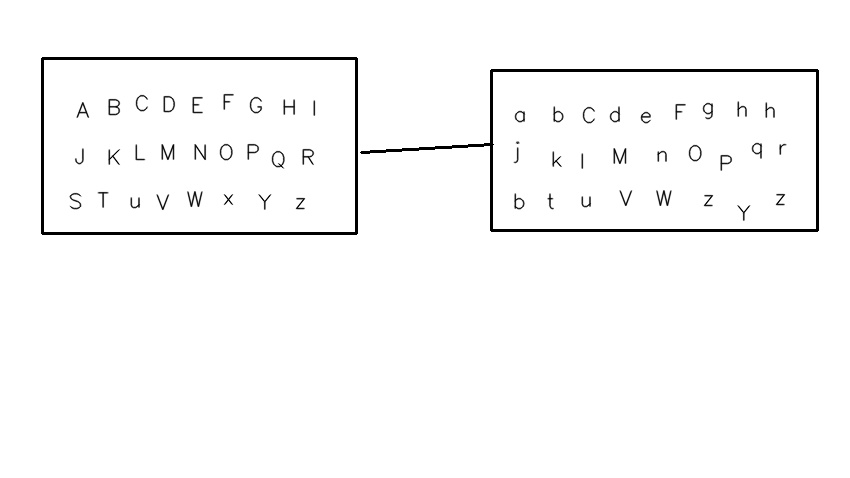 A B C D E F G H I
J K L M N O P Q R
S T u V W x Y z
a b C d e F g h h
j k l M n O P q r
b t u V W z Y z